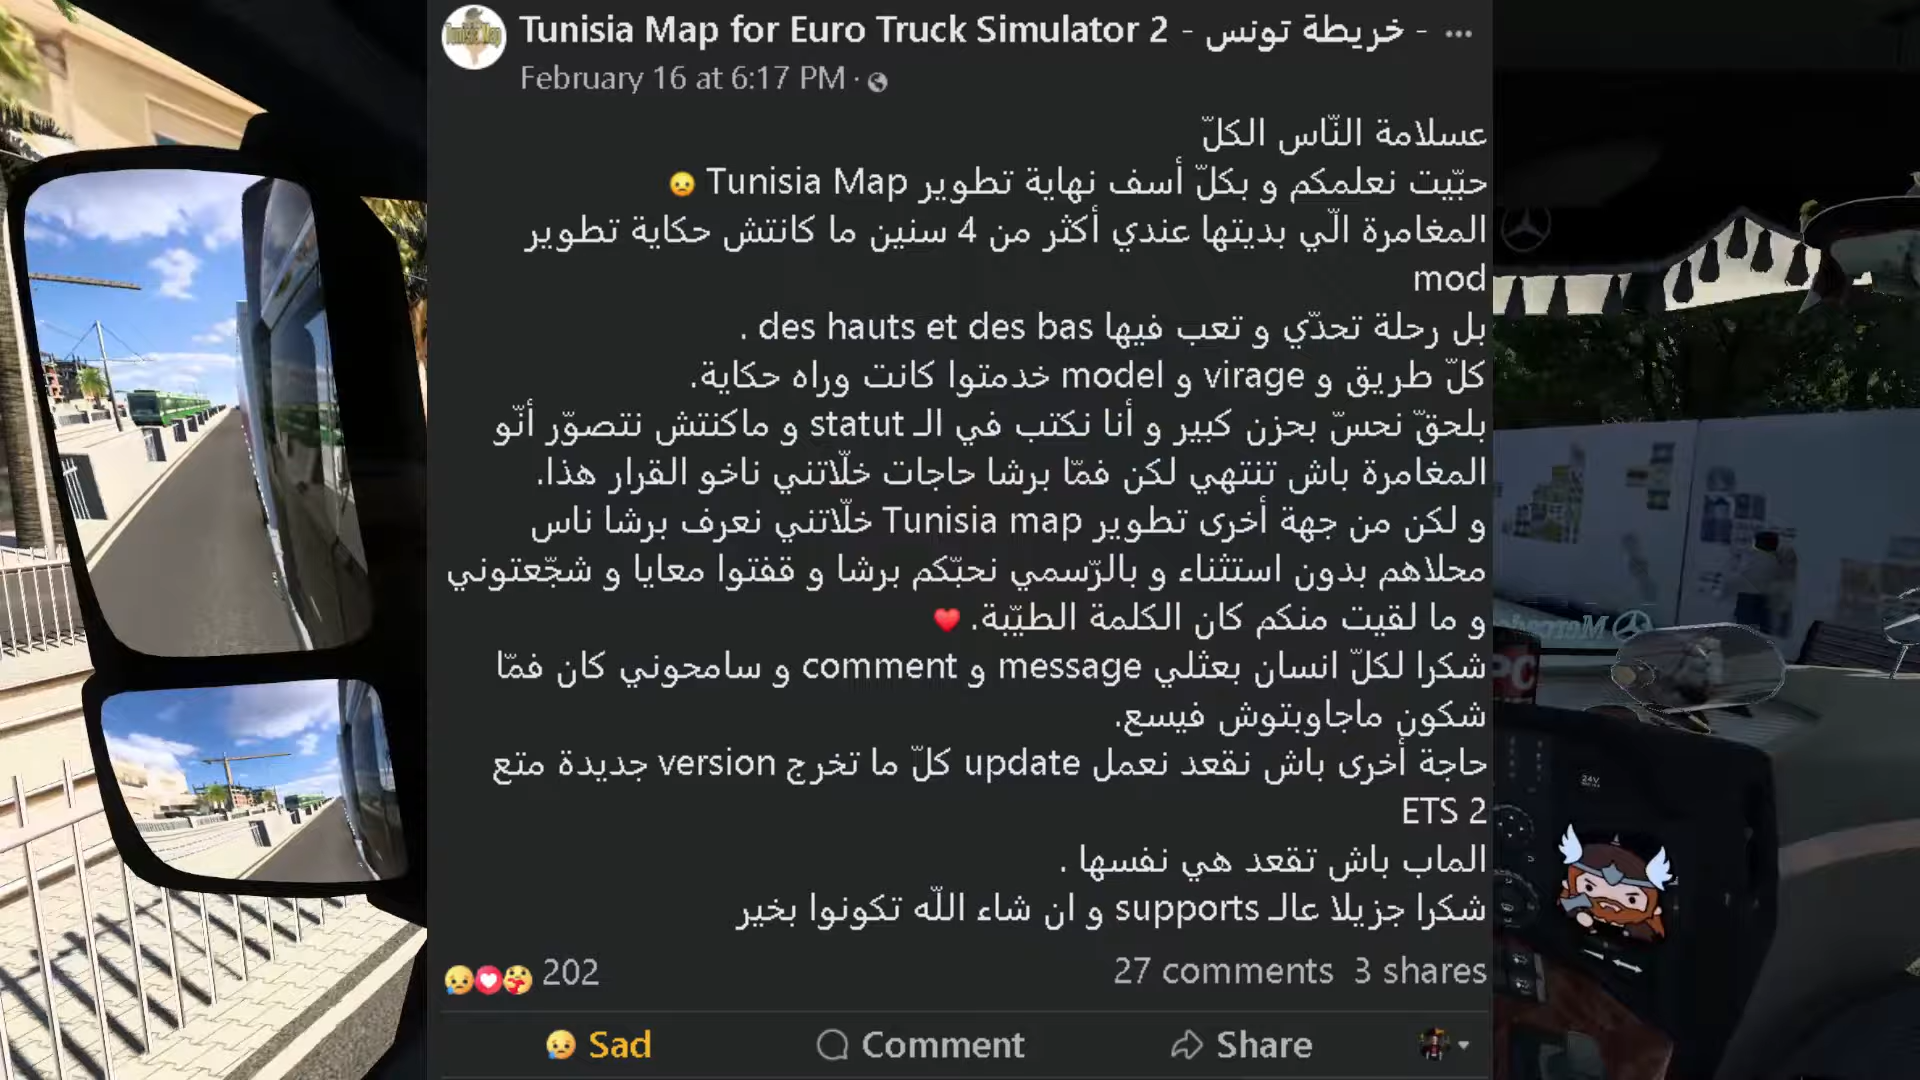 Tunisia Map for Euro Truck Simulator 2 - خريطة تونس -
February 16 at 6:17 PM ·
عسلامة النّاس الكلّ
حبّيت نعلمكم و بكلّ أسف نهاية تطوير Tunisia Map ☹️
المغامرة الّي بديتها عندي أكثر من 4 سنين ما كانتش حكاية تطوير
mod
بل رحلة تحدّي و تعب فيها des hauts et des bas .
كلّ طريق و virage و model خدمتوا كانت وراه حكاية.
بلحقّ نحسّ بحزن كبير و أنا نكتب في الـ statut و ماكنتش نتصوّر أنّو
المغامرة باش تنتهي لكن فمّا برشا حاجات خلّاتني ناخو القرار هذا.
و لكن من جهة أخرى تطوير Tunisia map خلّاتني نعرف برشا ناس
محلاهم بدون استثناء و بالرّسمي نحبّكم برشا و قفتوا معايا و شجّعتوني
و ما لقيت منكم كان الكلمة الطيّبة. ❤️
شكرا لكلّ انسان بعثلي message و comment و سامحوني كان فمّا
شكون ماجاوبتوش فيسع.
حاجة أخرى باش نقعد نعمل update كلّ ما تخرج version جديدة متع
ETS 2
الماب باش تقعد هي نفسها .
شكرا جزيلا عالـ supports و ان شاء اللّه تكونوا بخير
202
27 comments 3 shares
Sad
Comment
Share
PC
24V